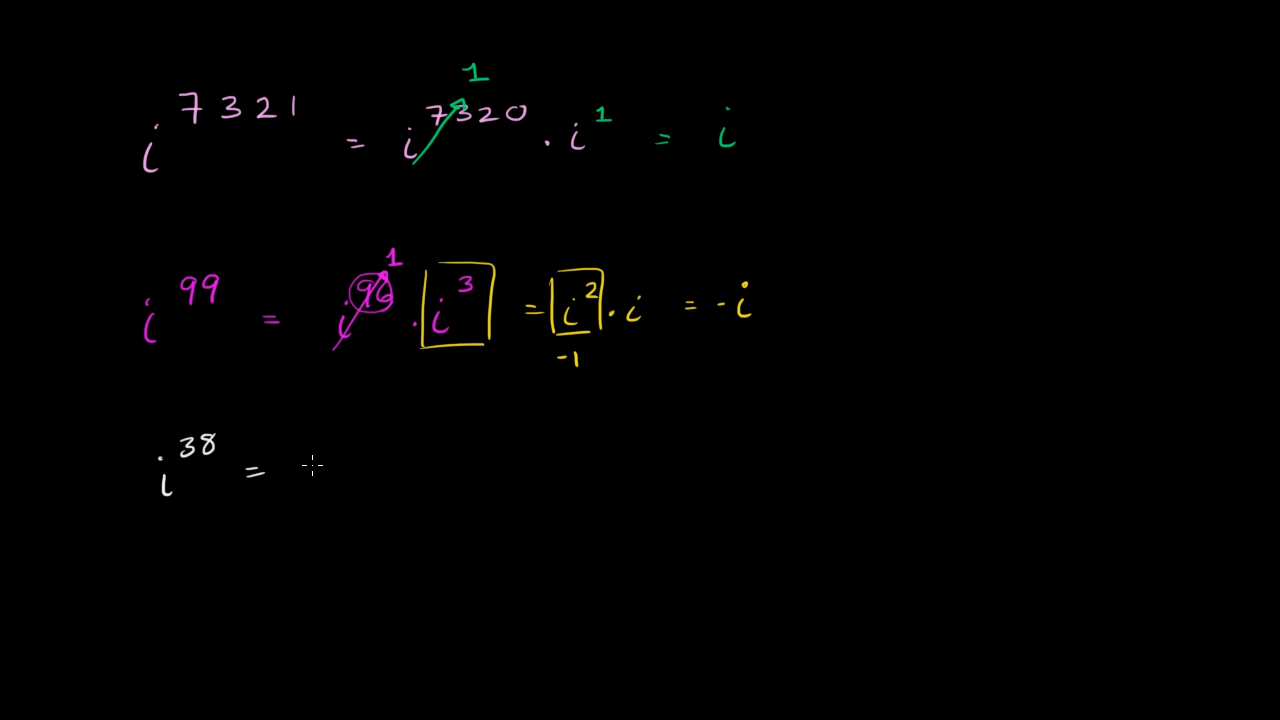 i^7321 = i^7320 1 · i^1 = i
i^99 = i^96 1 · i^3 = i^2 · i = -i
-1
i^38 =